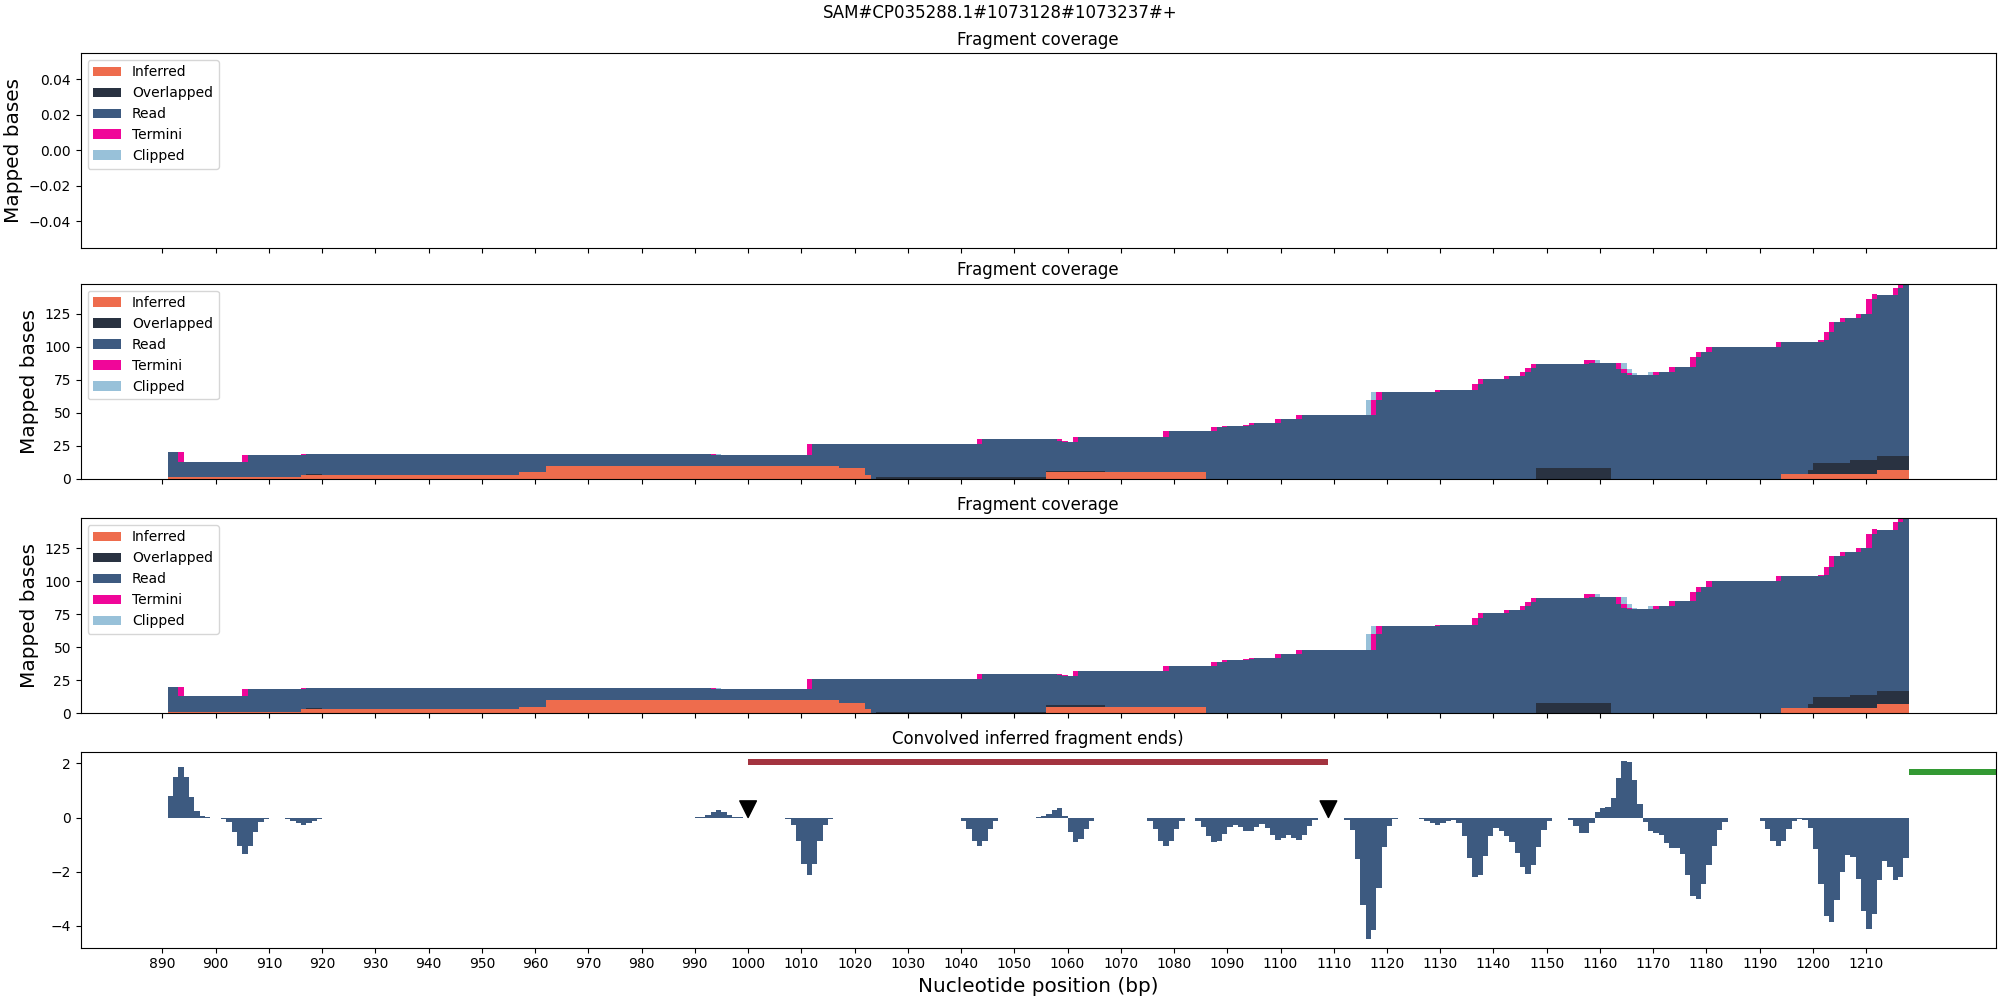 SAM#CP035288.1#1073128#1073237#+
Fragment coverage
Mapped bases
0.04
0.02
0.00
−0.02
−0.04
Inferred
Overlapped
Read
Termini
Clipped
Fragment coverage
Mapped bases
125
100
75
50
25
0
Inferred
Overlapped
Read
Termini
Clipped
Fragment coverage
Mapped bases
125
100
75
50
25
0
Inferred
Overlapped
Read
Termini
Clipped
Convolved inferred fragment ends)
2
0
−2
−4
890 900 910 920 930 940 950 960 970 980 990 1000 1010 1020 1030 1040 1050 1060 1070 1080 1090 1100 1110 1120 1130 1140 1150 1160 1170 1180 1190 1200 1210
Nucleotide position (bp)